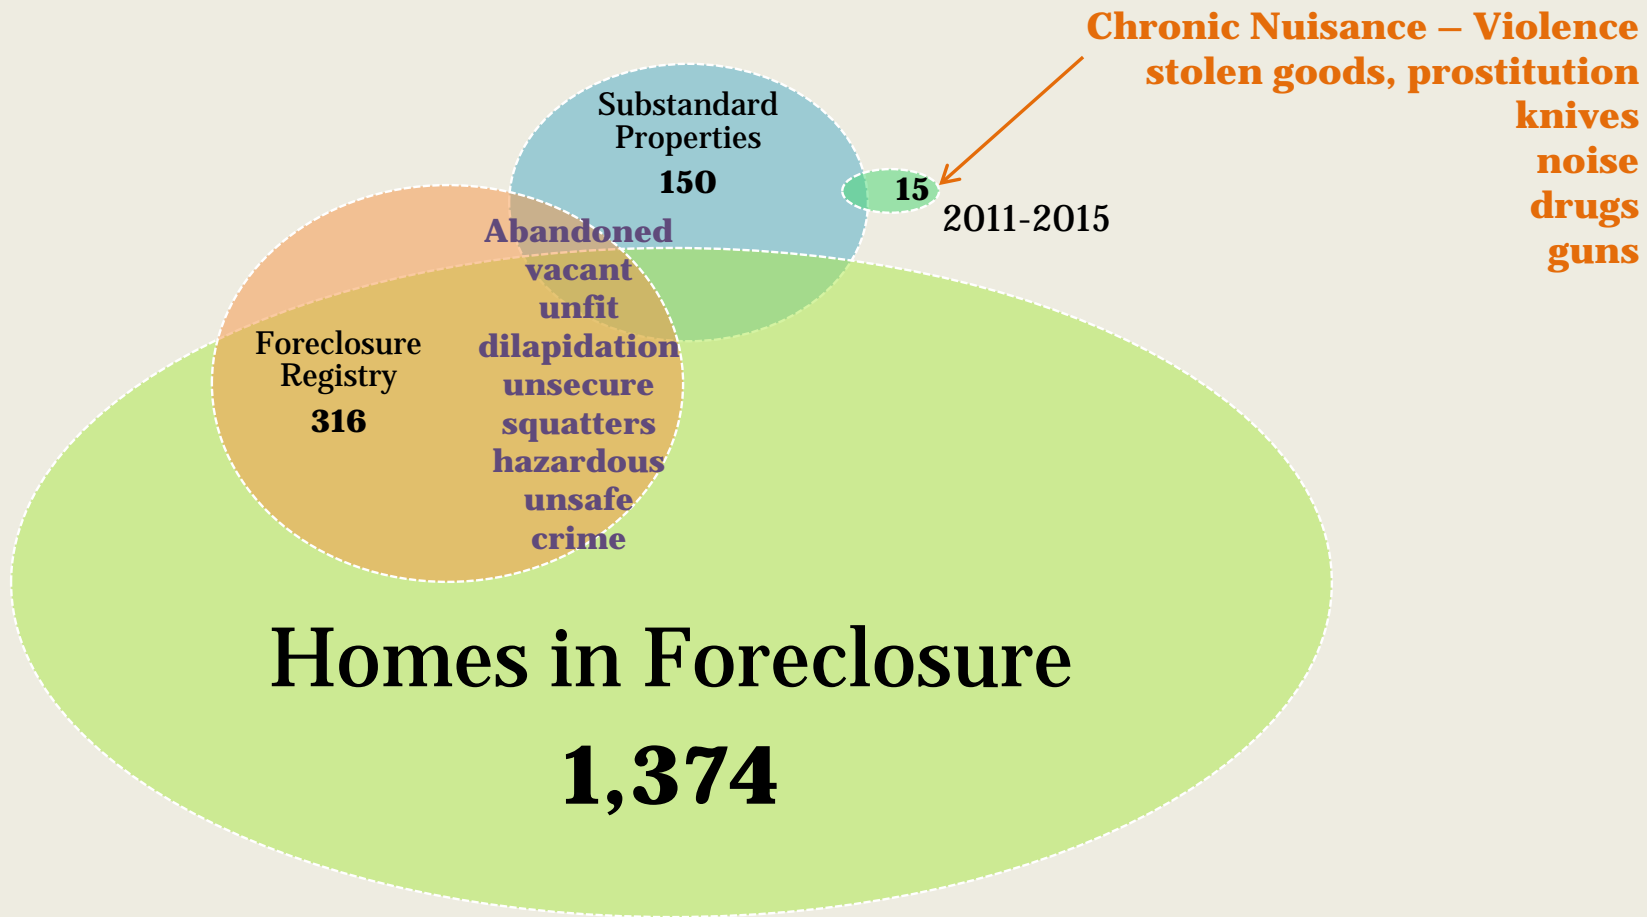 Chronic Nuisance – Violence
stolen goods, prostitution
knives
noise
drugs
guns
Substandard
Properties
150
15
2011-2015
Abandoned
vacant
unfit
dilapidation
unsecure
squatters
hazardous
unsafe
crime
Foreclosure
Registry
316
Homes in Foreclosure
1,374